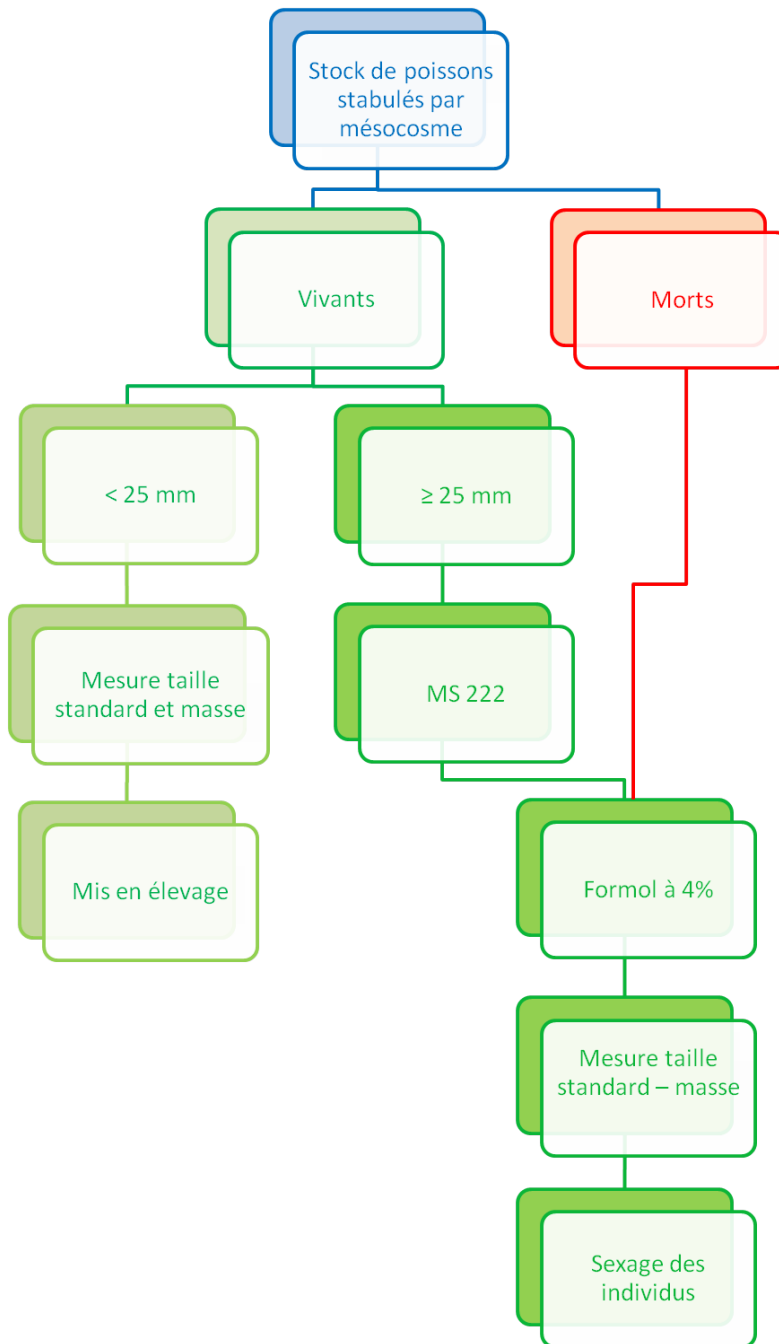 Stock de poissons
stabulés par
mésocosme
Vivants
Morts
< 25 mm
≥ 25 mm
Mesure taille
standard et masse
MS 222
Mis en élevage
Formol à 4%
Mesure taille
standard – masse
Sexage des
individus